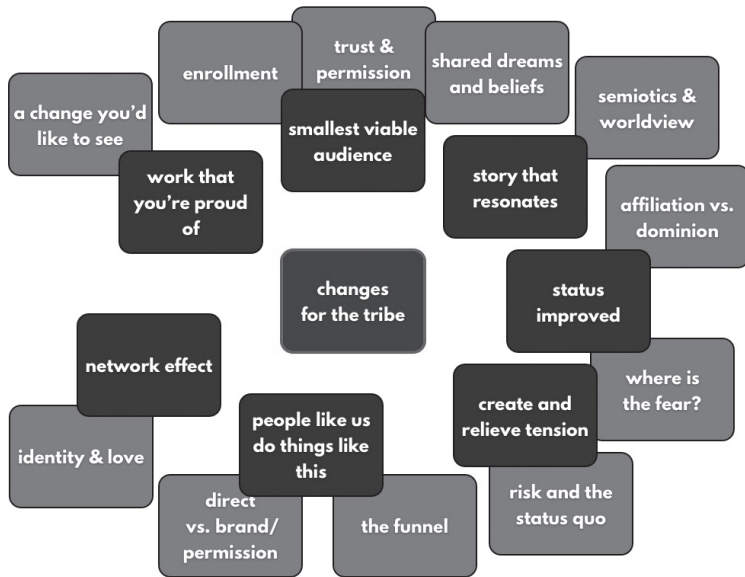 enrollment
trust &
permission
shared dreams
and beliefs
semiotics &
worldview
a change you'd
like to see
smallest viable
audience
work that
you're proud
of
story that
resonates
affiliation vs.
dominion
changes
for the tribe
status
improved
network effect
where is
the fear?
people like us
do things like
this
create and
relieve tension
identity & love
direct
vs. brand/
permission
the funnel
risk and the
status quo